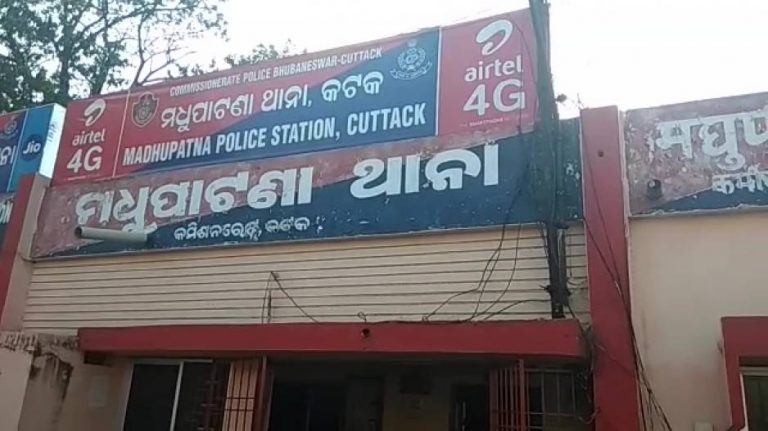 COMMISSIONERATE POLICE BHUBANESWAR-CUTTACK
ମଧୁପାଟଣା ଥାନା, କଟକ
MADHUPATNA POLICE STATION, CUTTACK
airtel
4G
airtel
4G
Jio
ମଧୁପାଟଣା ଥାନା
କମିଶନରେଟ୍, କଟକ